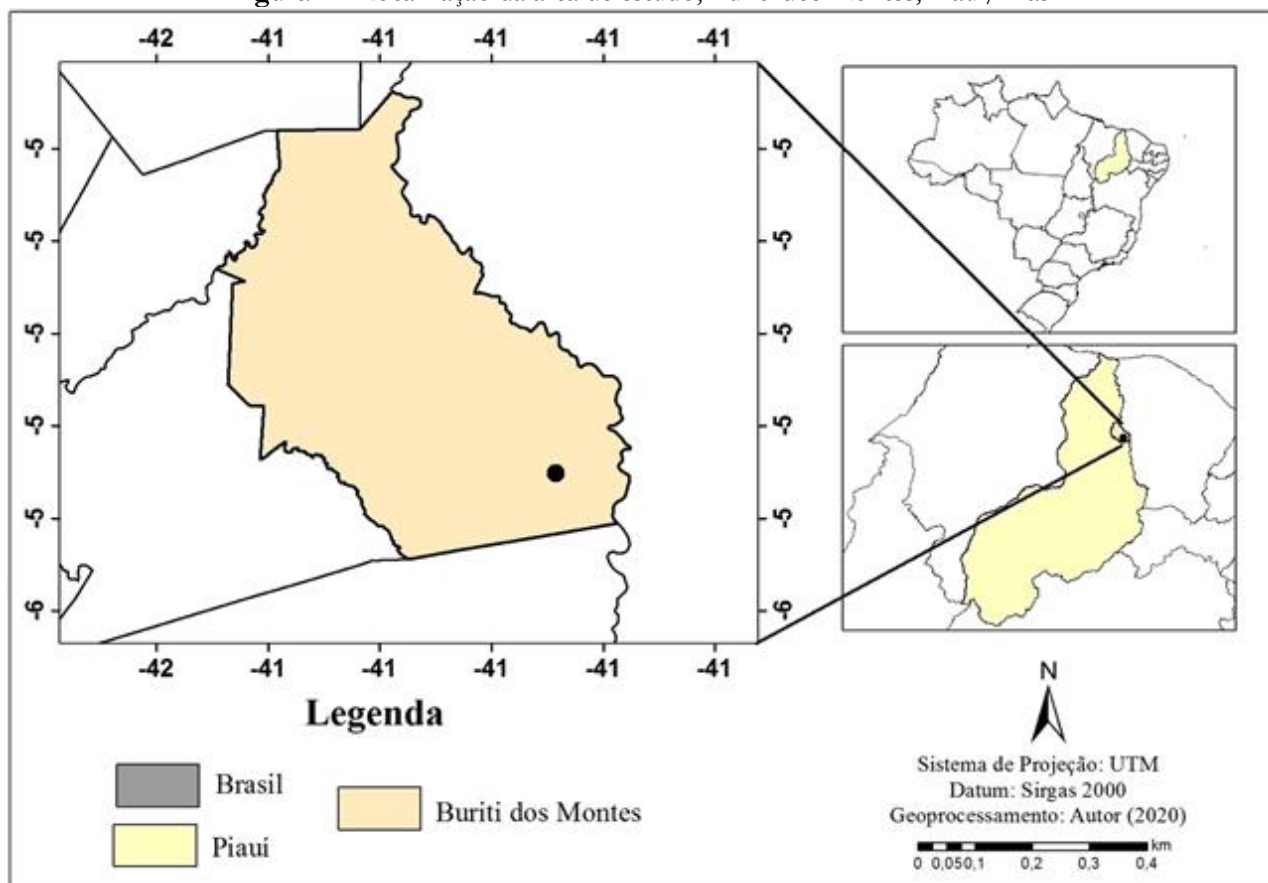 -42 -41 -41 -41 -41 -41
-5 -5
-5 -5
-5 -5
-5 -5
-5 -5
-6 -6
-42 -41 -41 -41 -41 -41
Legenda
Brasil
Piauí
Buriti dos Montes
N
Sistema de Projeção: UTM
Datum: Sirgas 2000
Geoprocessamento: Autor (2020)
km
0 0,050,1 0,2 0,3 0,4